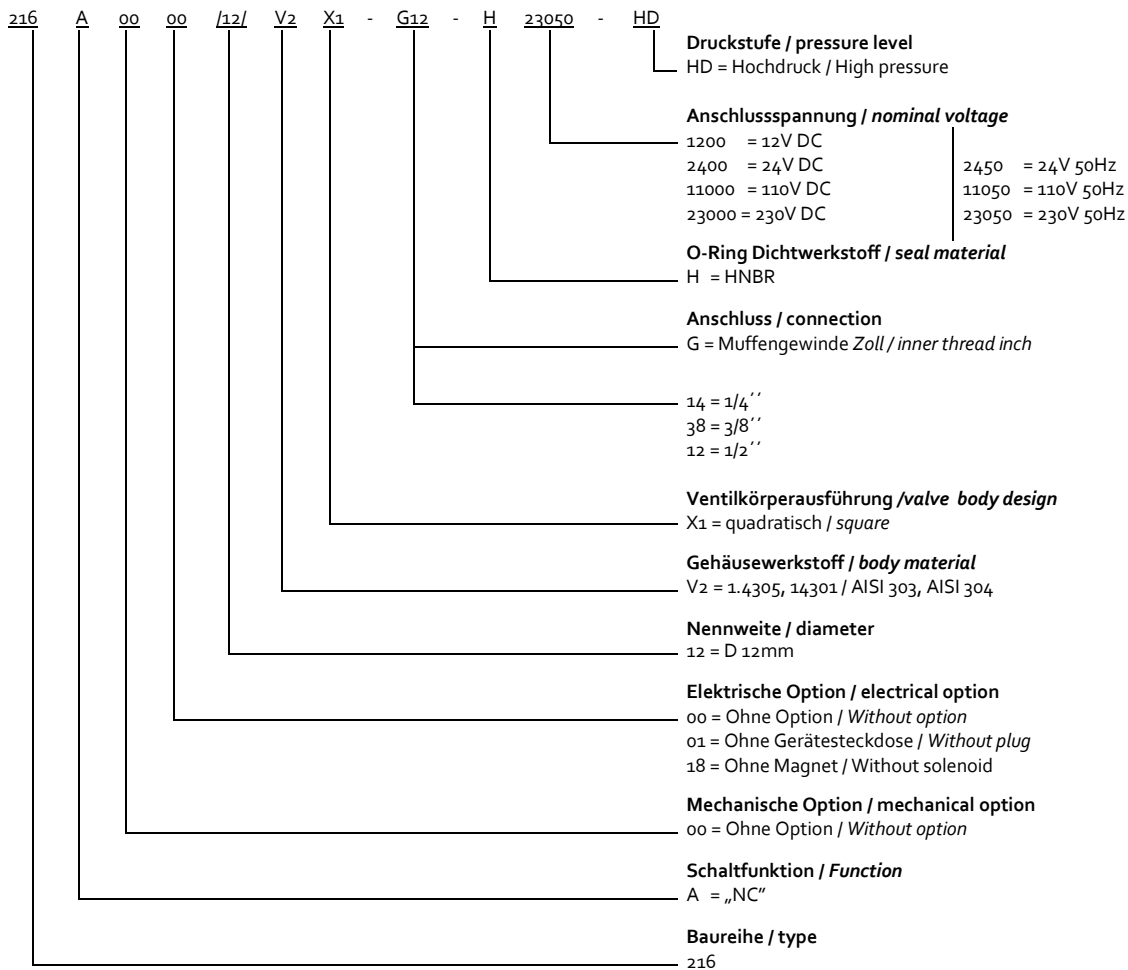 216 A 00 00 /12/ V2 X1 - G12 - H 23050 - HD
Druckstufe / pressure level
HD = Hochdruck / High pressure
Anschlussspannung / nominal voltage
1200 = 12V DC
2400 = 24V DC 2450 = 24V 50Hz
11000 = 110V DC 11050 = 110V 50Hz
23000 = 230V DC 23050 = 230V 50Hz
O-Ring Dichtwerkstoff / seal material
H = HNBR
Anschluss / connection
G = Muffengewinde Zoll / inner thread inch
14 = 1/4´´
38 = 3/8´´
12 = 1/2´´
Ventilkörperausführung /valve body design
X1 = quadratisch / square
Gehäusewerkstoff / body material
V2 = 1.4305, 14301 / AISI 303, AISI 304
Nennweite / diameter
12 = D 12mm
Elektrische Option / electrical option
00 = Ohne Option / Without option
01 = Ohne Gerätesteckdose / Without plug
18 = Ohne Magnet / Without solenoid
Mechanische Option / mechanical option
00 = Ohne Option / Without option
Schaltfunktion / Function
A = „NC”
Baureihe / type
216